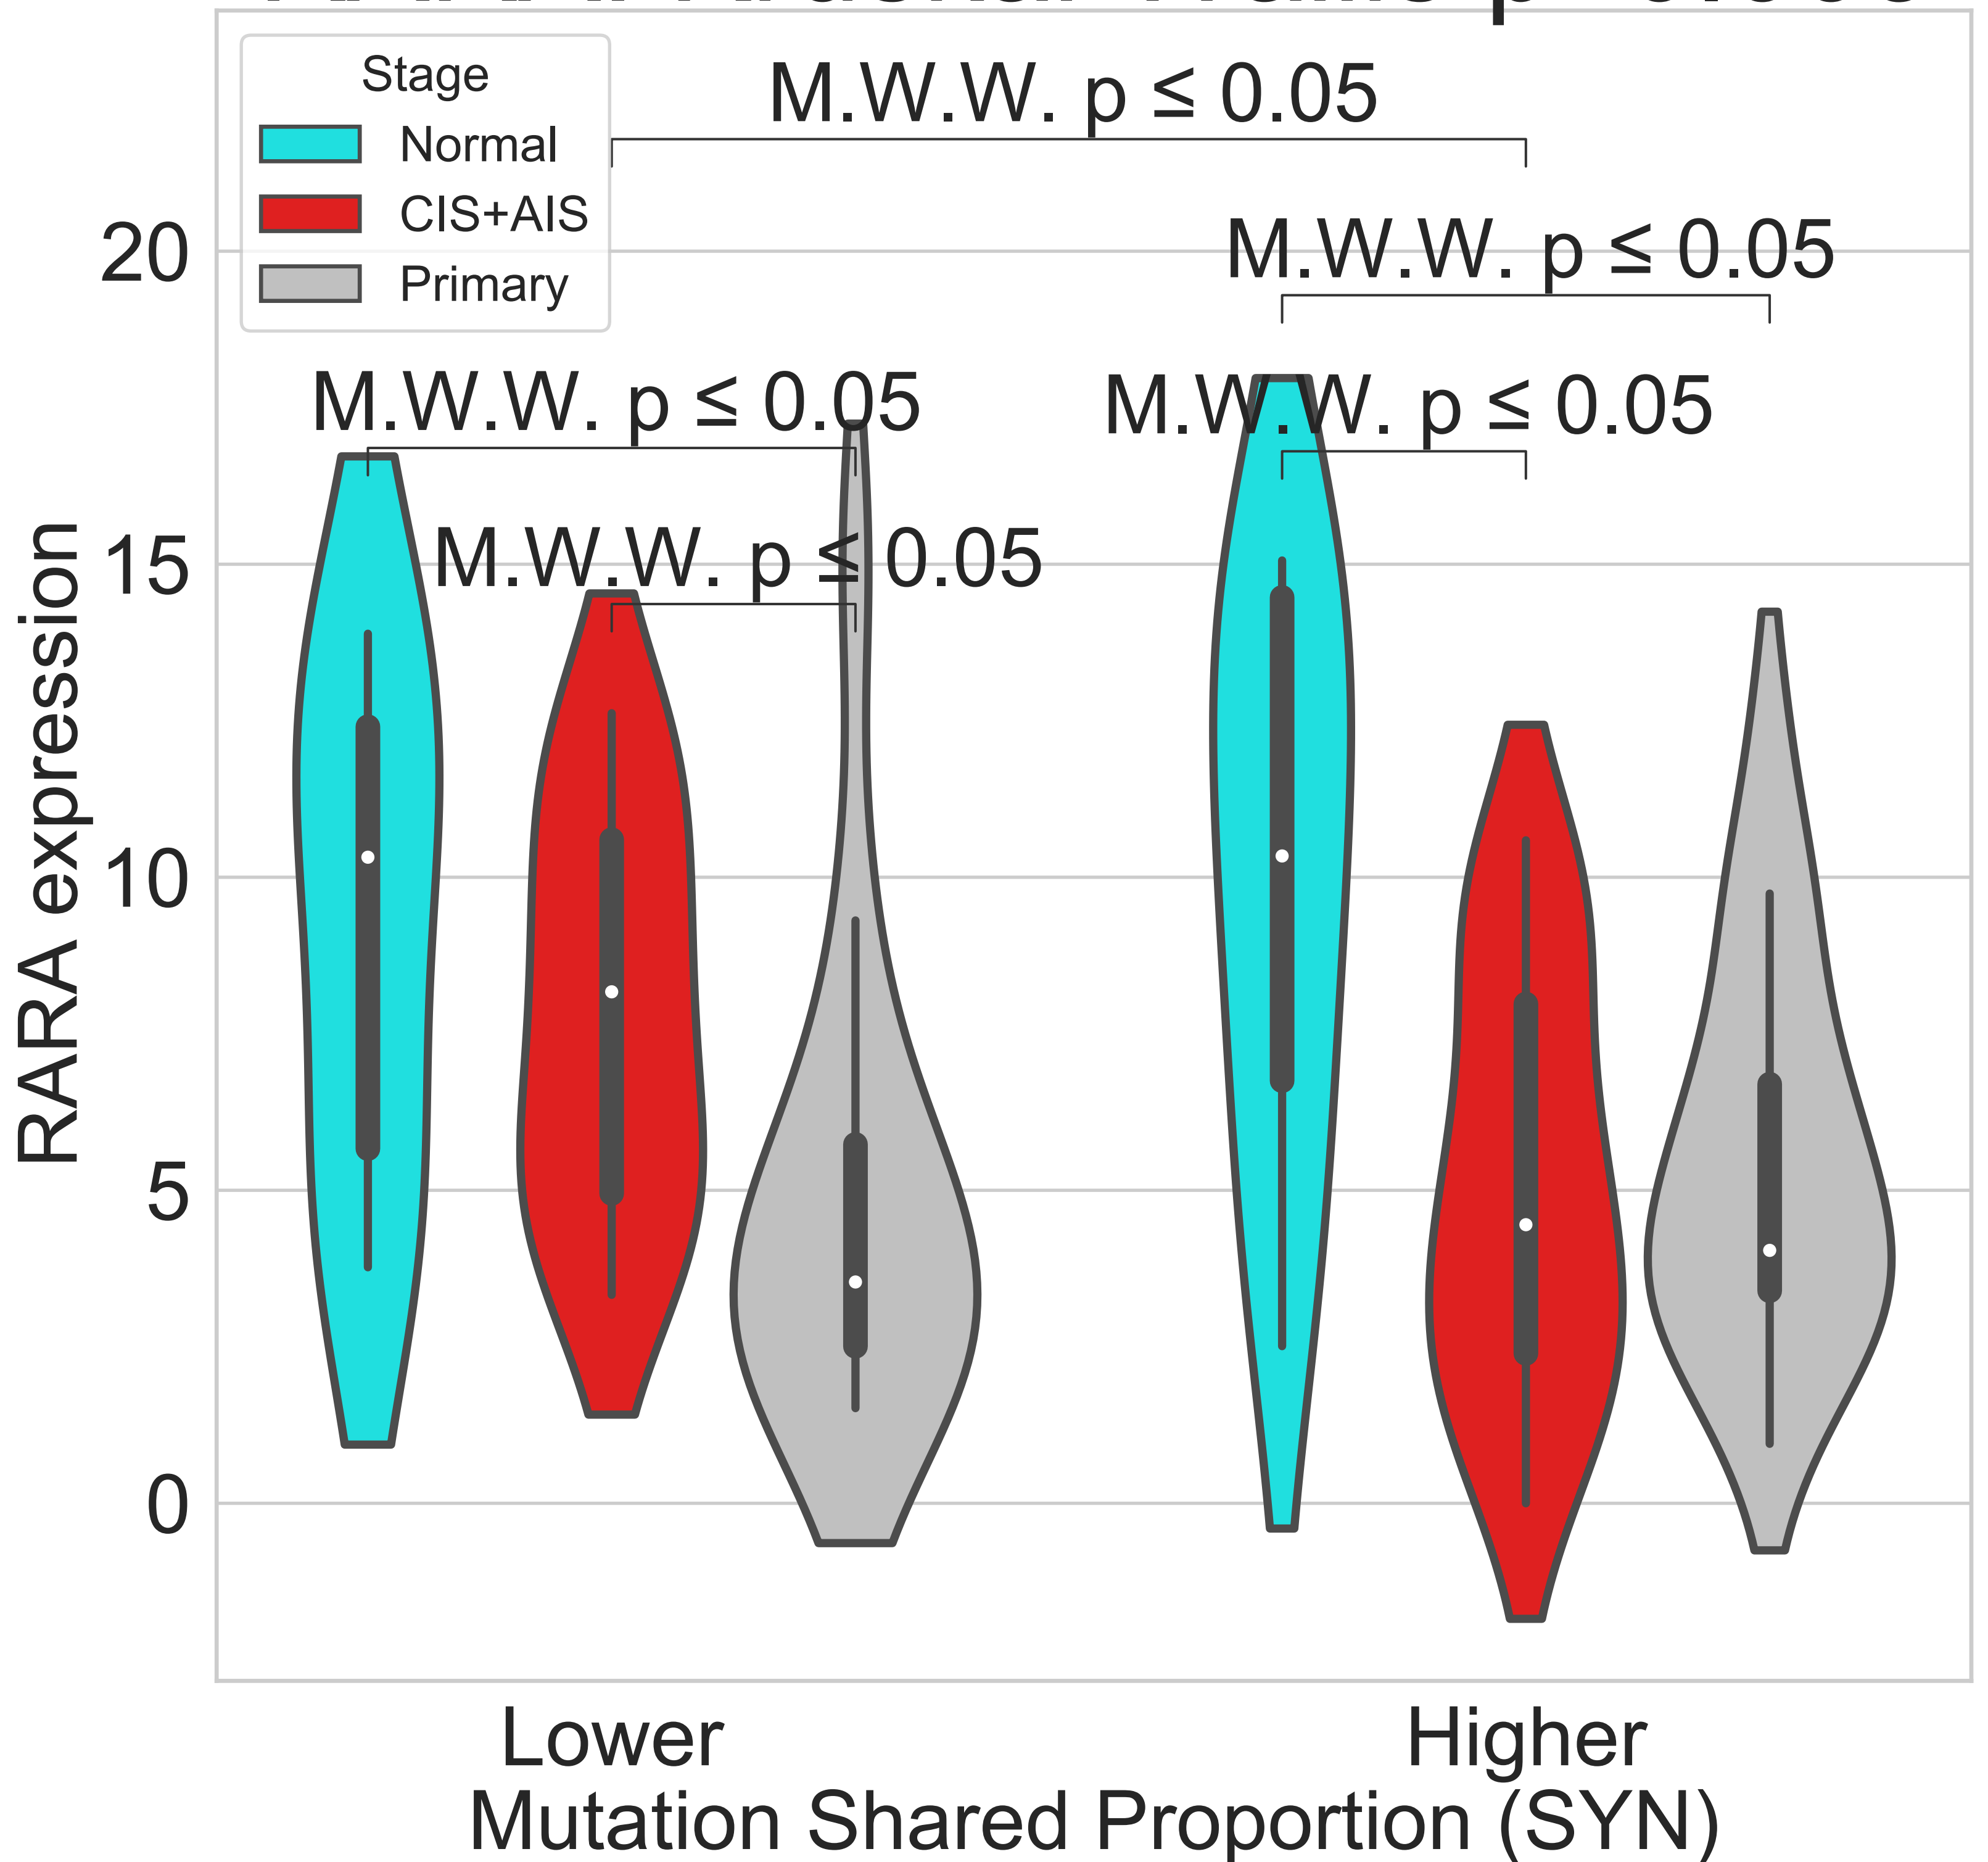 Stage
Normal
CIS+AIS
Primary
M.W.W. p ≤ 0.05
M.W.W. p ≤ 0.05
M.W.W. p ≤ 0.05
M.W.W. p ≤ 0.05
M.W.W. p ≤ 0.05
RARA expression
20
15
10
5
0
Lower
Higher
Mutation Shared Proportion (SYN)